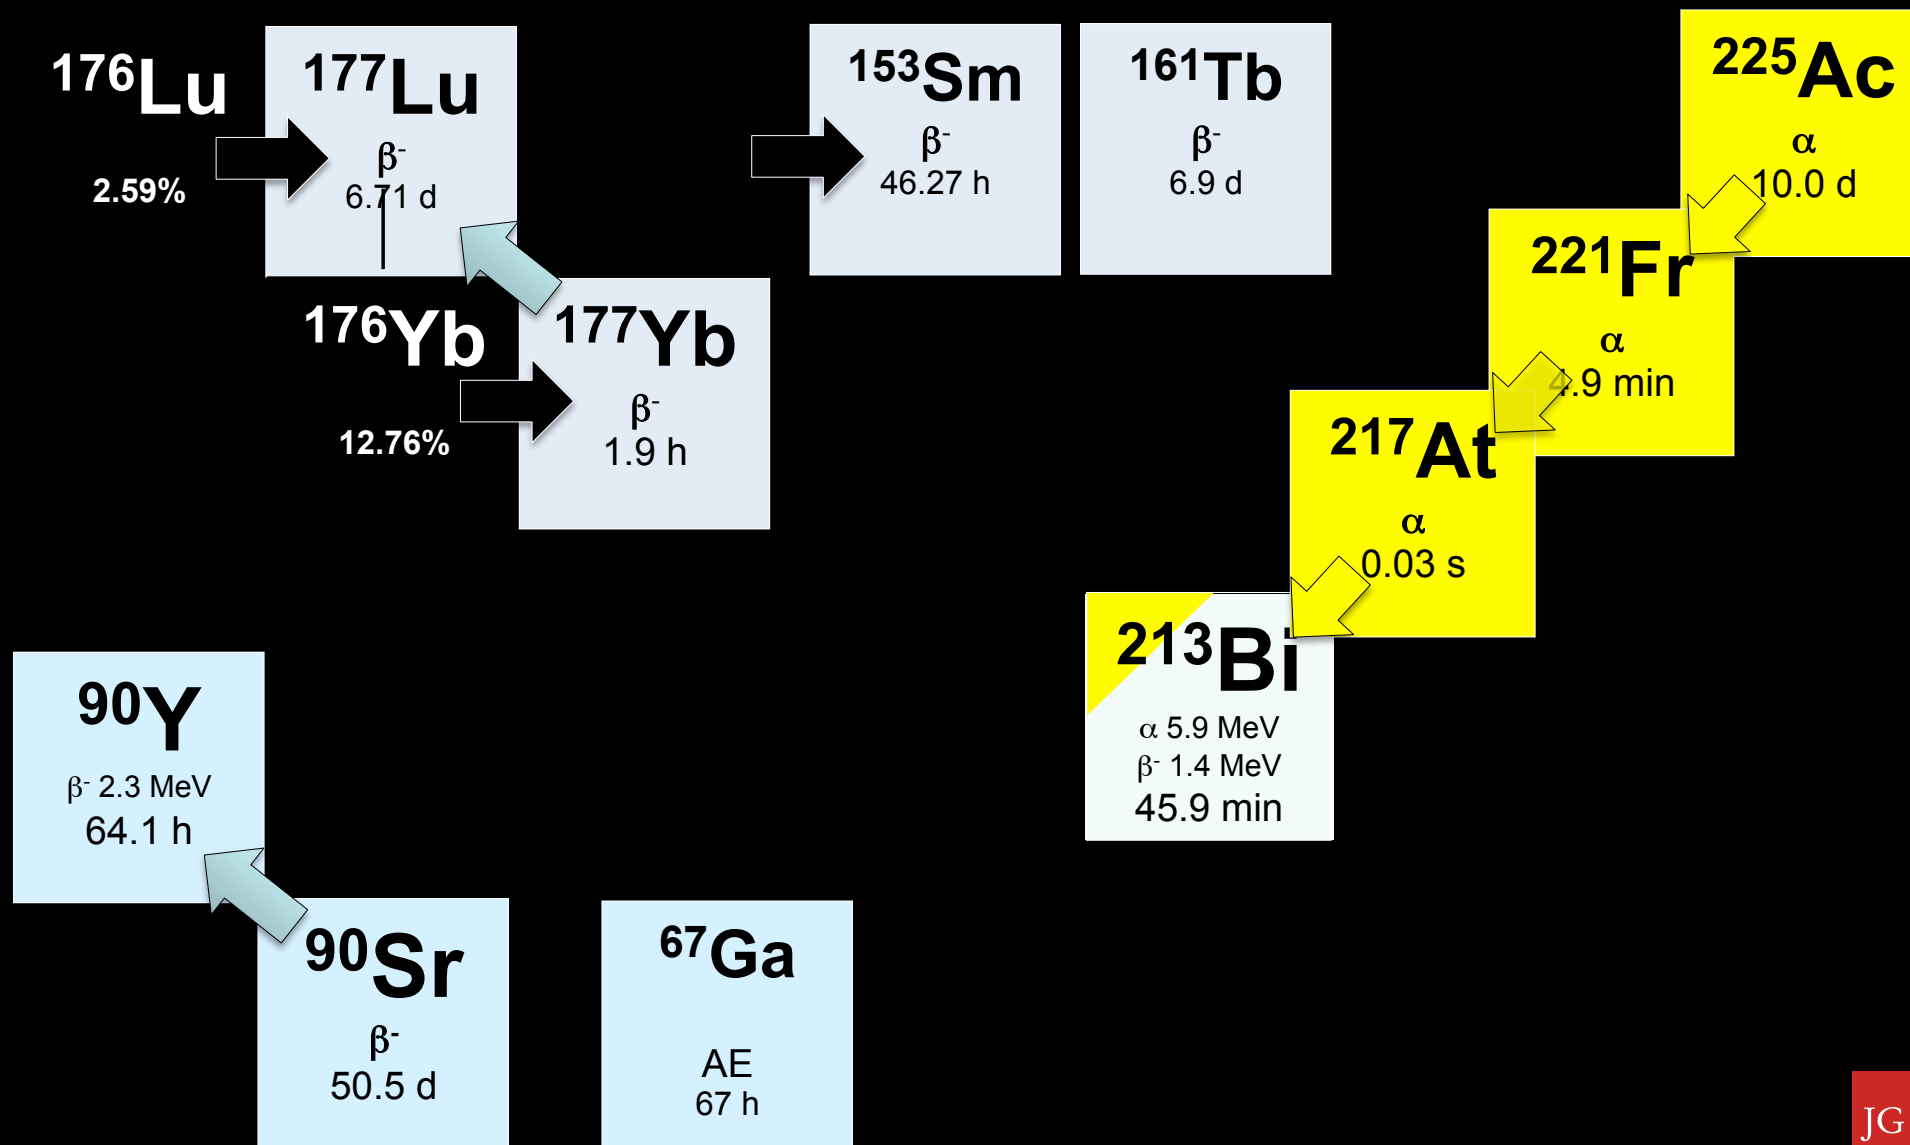 176Lu
2.59%
177Lu
β-
6.71 d
176Yb
12.76%
177Yb
β-
1.9 h
153Sm
β-
46.27 h
161Tb
β-
6.9 d
225Ac
α
10.0 d
221Fr
α
4.9 min
217At
α
0.03 s
213Bi
α 5.9 MeV
β- 1.4 MeV
45.9 min
90Y
β- 2.3 MeV
64.1 h
90Sr
β-
50.5 d
67Ga
AE
67 h
JG